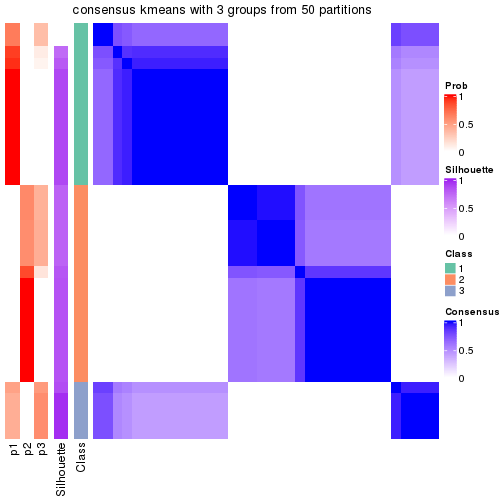 consensus kmeans with 3 groups from 50 partitions
Prob
1
0.5
0
Silhouette
1
0.5
0
Class
1
2
3
Consensus
1
0.5
0
p1
p2
p3
Silhouette
Class